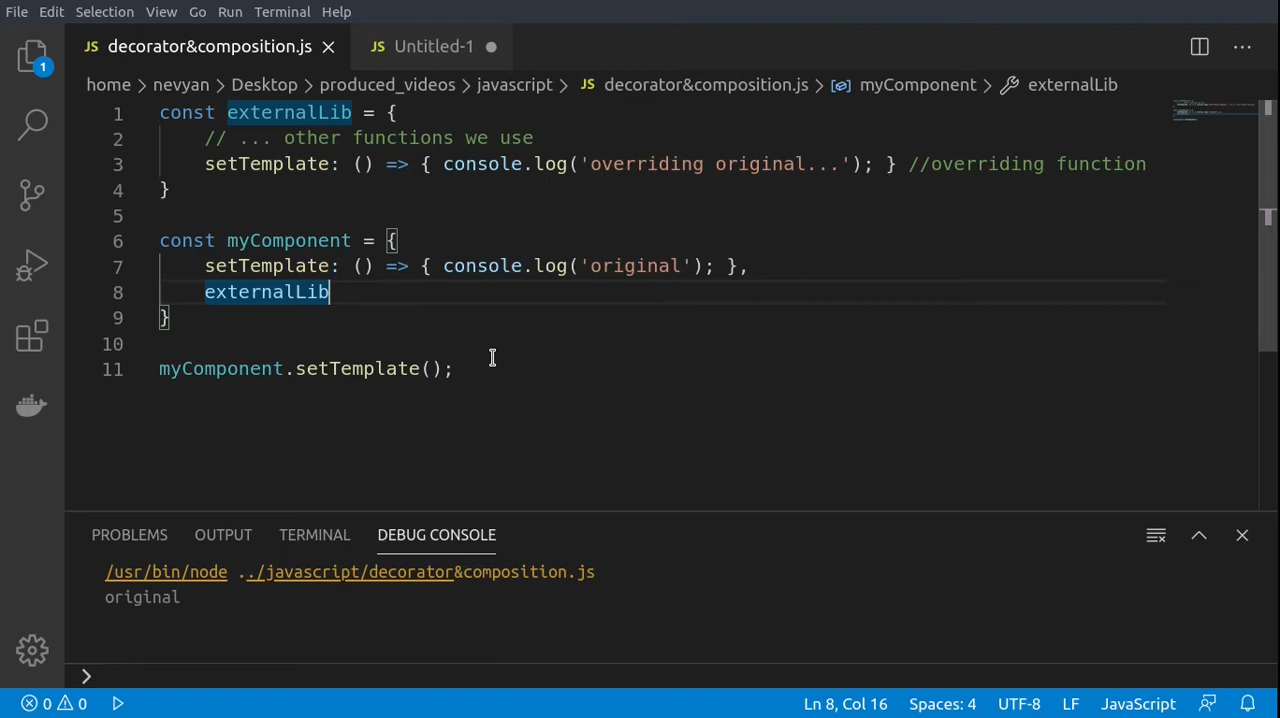 File Edit Selection View Go Run Terminal Help
JS decorator&composition.js JS Untitled-1
home > nevyan > Desktop > produced_videos > javascript > JS decorator&composition.js > myComponent > externalLib
1 const externalLib = {
2 // ... other functions we use
3 setTemplate: () => { console.log('overriding original...'); } //overriding function
4 }
5
6 const myComponent = {
7 setTemplate: () => { console.log('original'); },
8 externalLib
9 }
10
11 myComponent.setTemplate();
1
PROBLEMS OUTPUT TERMINAL DEBUG CONSOLE
/usr/bin/node ../javascript/decorator&composition.js
original
>
0 0 Ln 8, Col 16 Spaces: 4 UTF-8 LF JavaScript